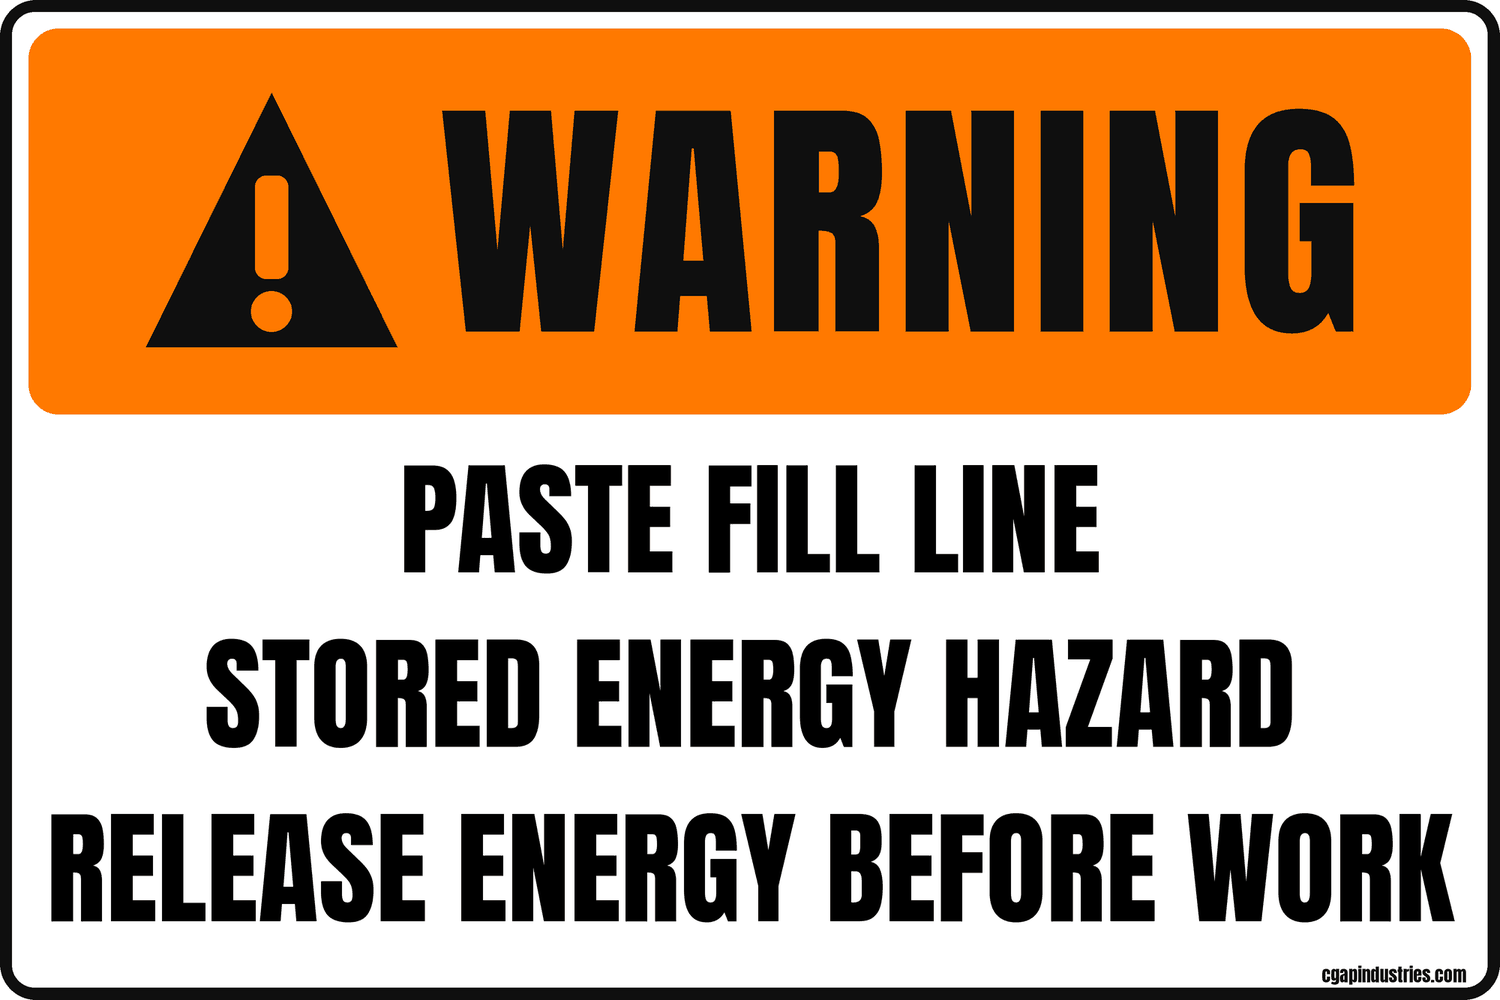 WARNING
PASTE FILL LINE
STORED ENERGY HAZARD
RELEASE ENERGY BEFORE WORK
cgapindustries.com